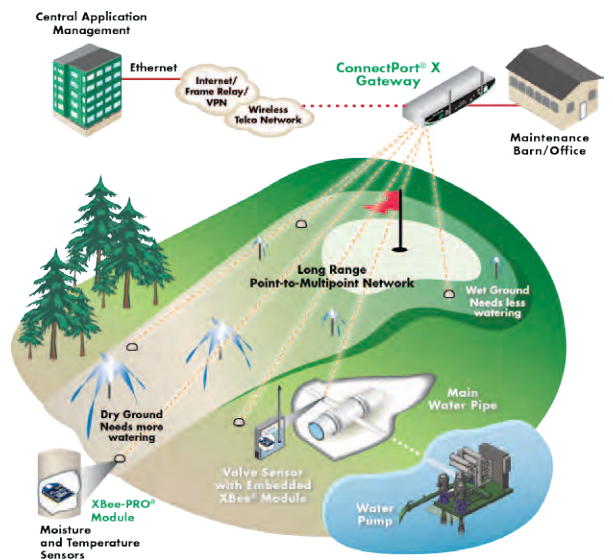 Central Application
Management
Ethernet
Internet/
Frame Relay/
VPN
Wireless
Telco Network
ConnectPort® X
Gateway
Maintenance
Barn/Office
Long Range
Point-to-Multipoint Network
Wet Ground
Needs less
watering
Dry Ground
Needs more
watering
Main
Water Pipe
Valve Sensor
with Embedded
XBee® Module
Water
Pump
XBee-PRO®
Module
Moisture
and Temperature
Sensors